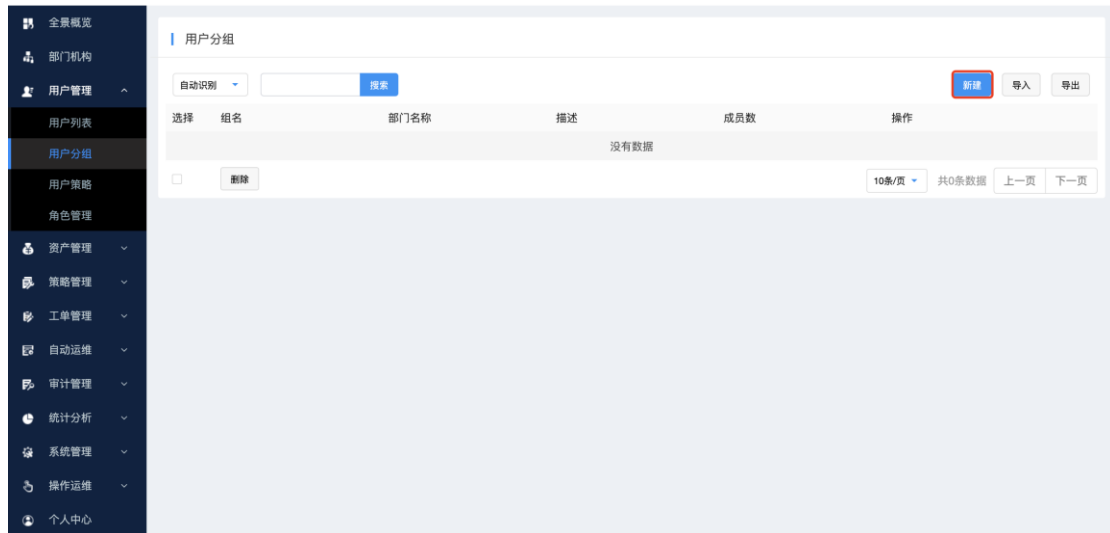 全景概览
部门机构
用户管理
用户列表
用户分组
用户策略
角色管理
资产管理
策略管理
工单管理
自动运维
审计管理
统计分析
系统管理
操作运维
个人中心
用户分组
自动识别 搜索 新建 导入 导出
选择 组名 部门名称 描述 成员数 操作
没有数据
删除 10条/页 共0条数据 上一页 下一页